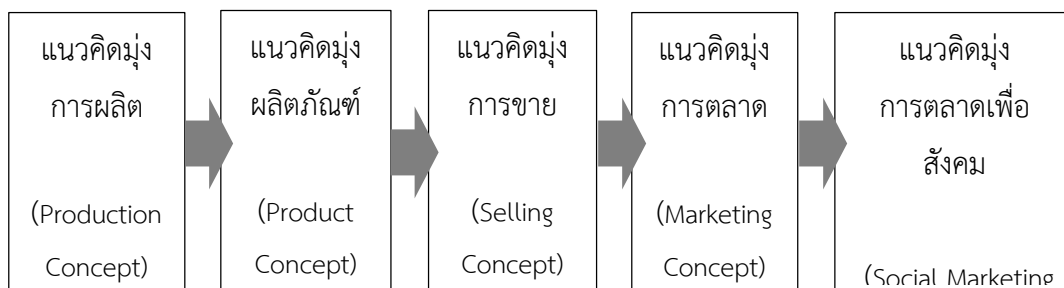 แนวคิดมุ่ง
การผลิต
(Production
Concept)
แนวคิดมุ่ง
ผลิตภัณฑ์
(Product
Concept)
แนวคิดมุ่ง
การขาย
(Selling
Concept)
แนวคิดมุ่ง
การตลาด
(Marketing
Concept)
แนวคิดมุ่ง
การตลาดเพื่อ
สังคม
(Social Marketing